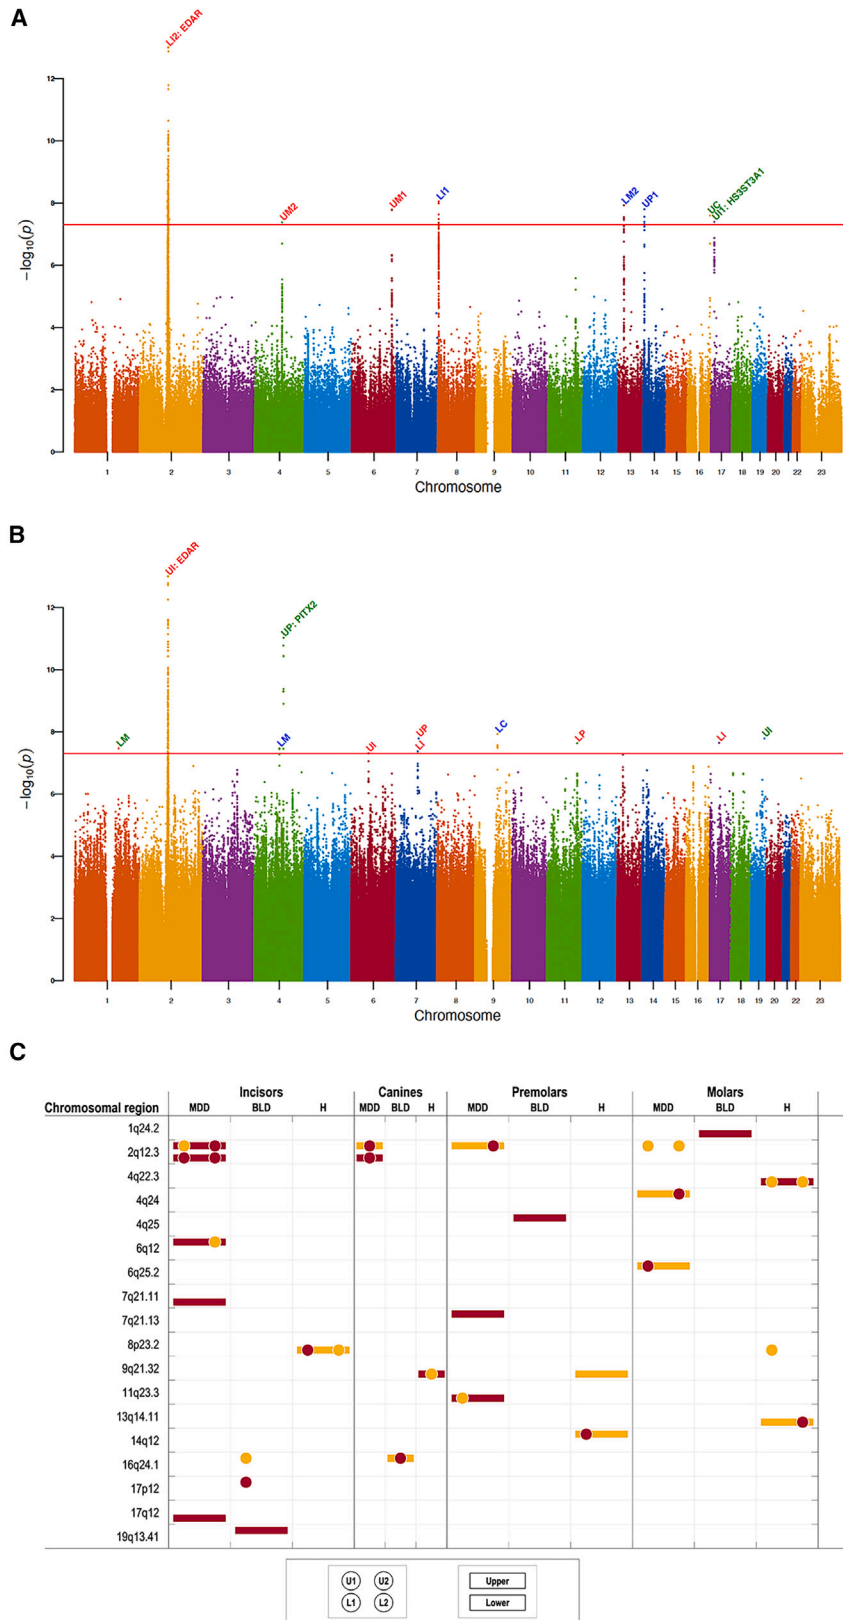 A
LI2: EDAR
UM2
UM1
LI1
LM2
UP1
UC
UI1: HS3ST3A1
12
10
8
6
4
2
0
−log10(p)
1 2 3 4 5 6 7 8 9 10 11 12 13 14 15 16 17 18 19 20 22 23
Chromosome
B
UI: EDAR
UP: PITX2
LM
LM
UI
UP
LI
LC
LP
LI
UI
12
10
8
6
4
2
0
−log10(p)
1 2 3 4 5 6 7 8 9 10 11 12 13 14 15 16 17 18 19 20 22 23
Chromosome
C
Incisors Canines Premolars Molars
Chromosomal region MDD BLD H MDD BLD H MDD BLD H MDD BLD H
1q24.2
2q12.3
4q22.3
4q24
4q25
6q12
6q25.2
7q21.11
7q21.13
8p23.2
9q21.32
11q23.3
13q14.11
14q12
16q24.1
17p12
17q12
19q13.41
U1 U2 Upper
L1 L2 Lower